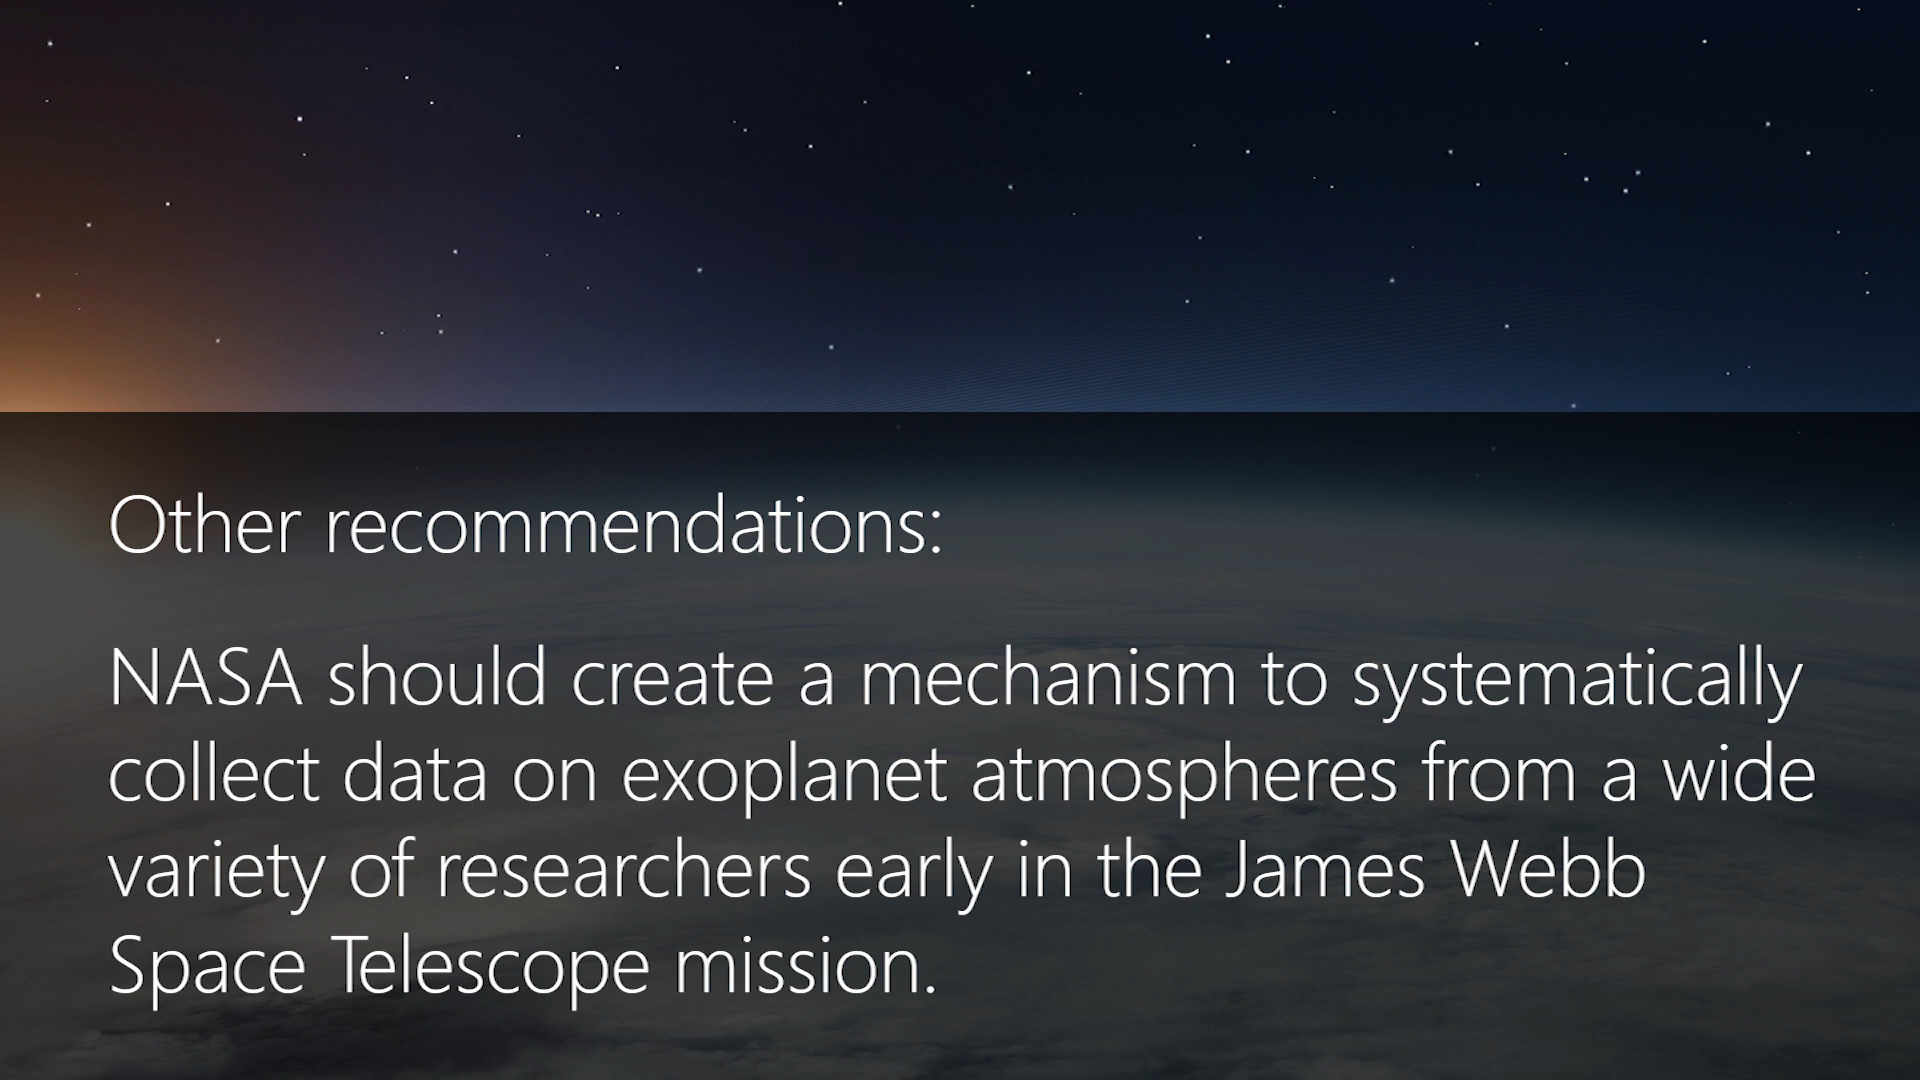 Other recommendations:
NASA should create a mechanism to systematically
collect data on exoplanet atmospheres from a wide
variety of researchers early in the James Webb
Space Telescope mission.